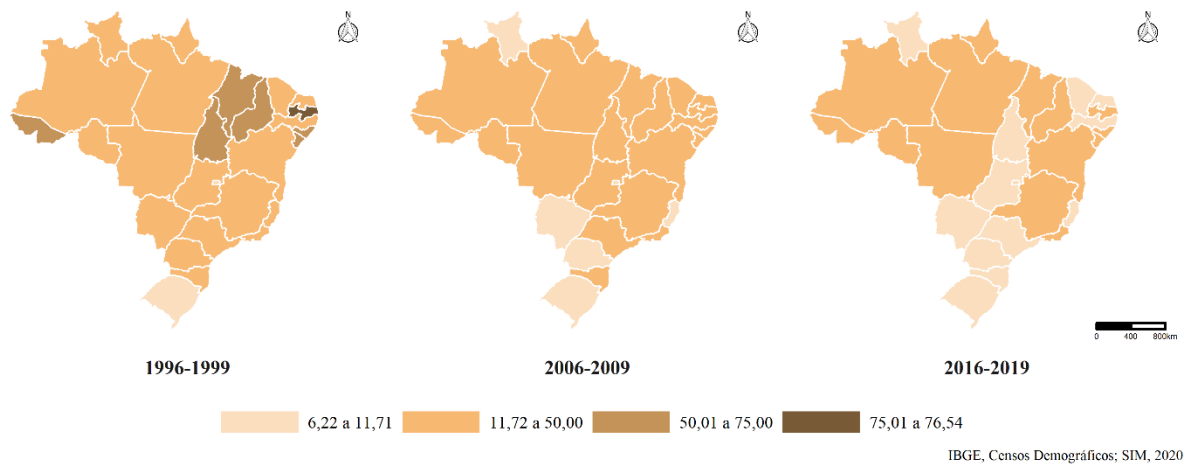 N
N
N
0 400 800km
1996-1999
2006-2009
2016-2019
6,22 a 11,71
11,72 a 50,00
50,01 a 75,00
75,01 a 76,54
IBGE, Censos Demográficos; SIM, 2020